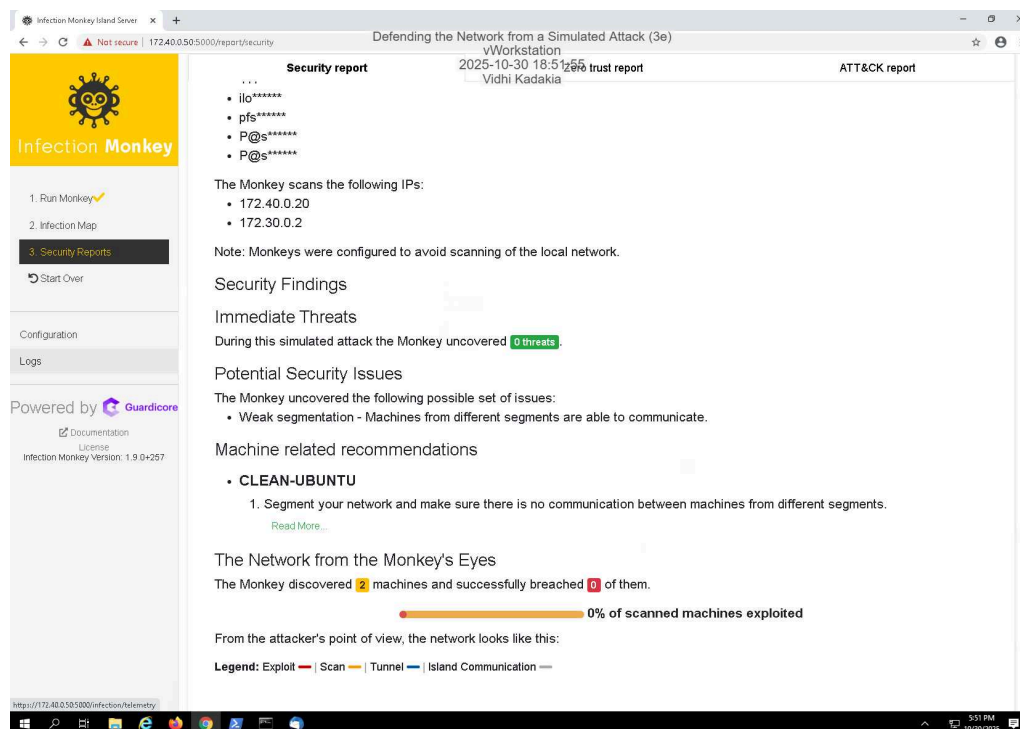 Infection Monkey Island Server
Not secure | 172.40.0.50:5000/report/security
Defending the Network from a Simulated Attack (3e)
vWorkstation
2025-10-30 18:51:55
Vidhi Kadakia
Security report
Zero trust report
ATT&CK report
Infection Monkey
1. Run Monkey
2. Infection Map
3. Security Reports
Start Over
Configuration
Logs
Powered by Guardicore
Documentation
License
Infection Monkey Version: 1.9.0+257
• ilo******
• pfs******
• P@s******
• P@s******
The Monkey scans the following IPs:
• 172.40.0.20
• 172.30.0.2
Note: Monkeys were configured to avoid scanning of the local network.
Security Findings
Immediate Threats
During this simulated attack the Monkey uncovered 0 threats.
Potential Security Issues
The Monkey uncovered the following possible set of issues:
• Weak segmentation - Machines from different segments are able to communicate.
Machine related recommendations
• CLEAN-UBUNTU
1. Segment your network and make sure there is no communication between machines from different segments.
Read More...
The Network from the Monkey's Eyes
The Monkey discovered 2 machines and successfully breached 0 of them.
0% of scanned machines exploited
From the attacker's point of view, the network looks like this:
Legend: Exploit | Scan | Tunnel | Island Communication
http://172.40.0.50:5000/infection/telemetry
5:51 PM
10/30/2025